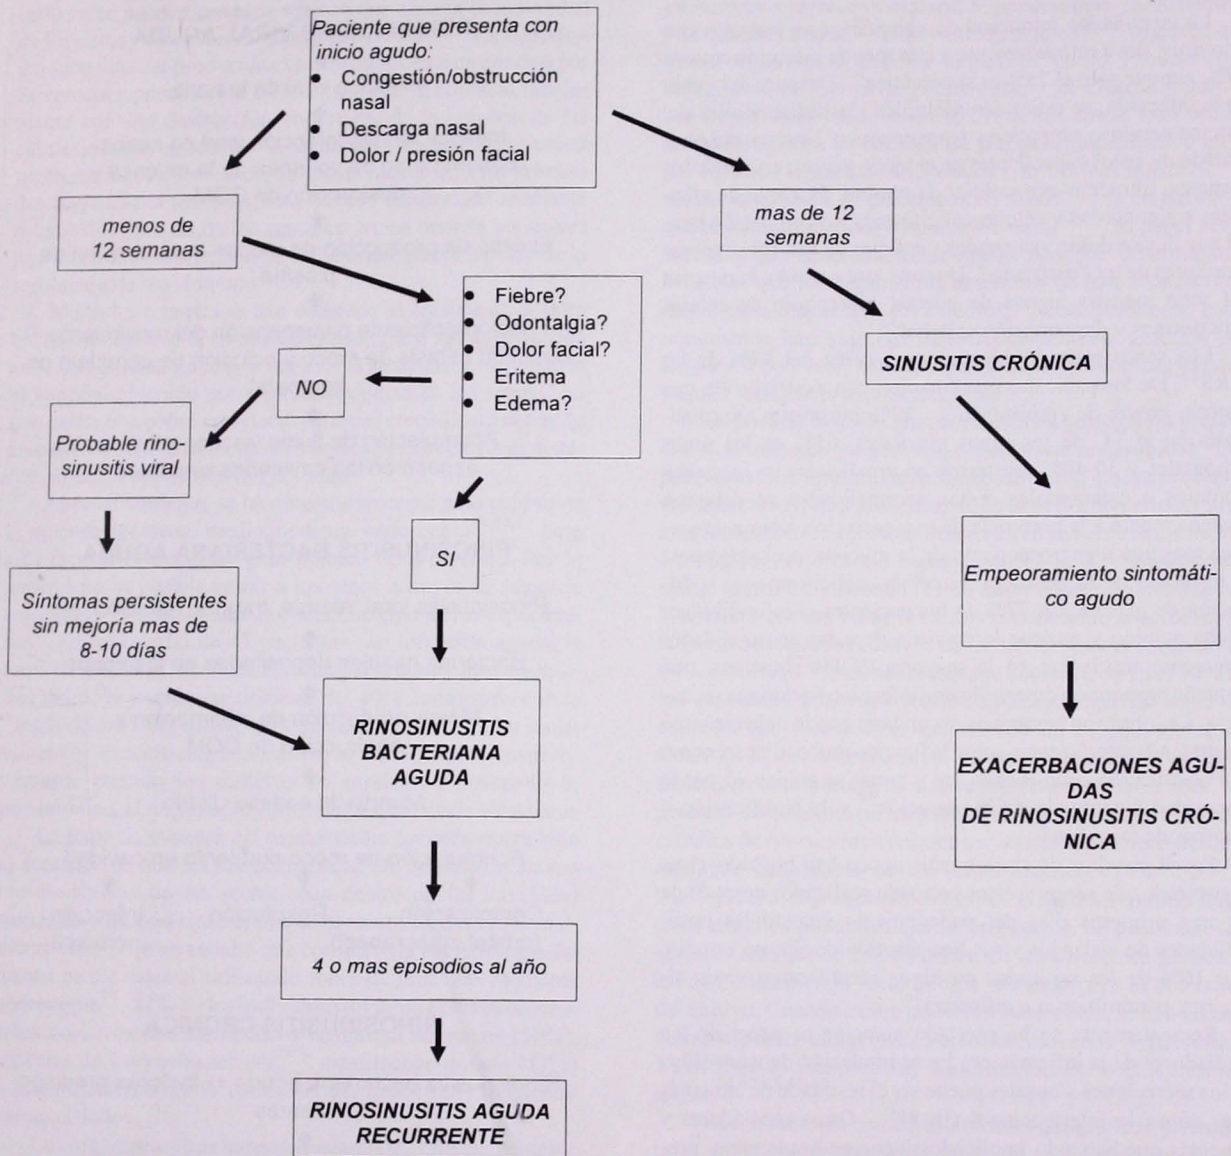 Paciente que presenta con
inicio agudo:
• Congestión/obstrucción
nasal
• Descarga nasal
• Dolor / presión facial
menos de
12 semanas
mas de 12
semanas
• Fiebre?
• Odontalgia?
• Dolor facial?
• Eritema
• Edema?
NO
SINUSITIS CRÓNICA
Probable rino-
sinusitis viral
SI
Síntomas persistentes
sin mejoría mas de
8-10 días
Empeoramiento sintomáti-
co agudo
RINOSINUSITIS
BACTERIANA
AGUDA
EXACERBACIONES AGU-
DAS
DE RINOSINUSITIS CRÓ-
NICA
4 o mas episodios al año
RINOSINUSITIS AGUDA
RECURRENTE